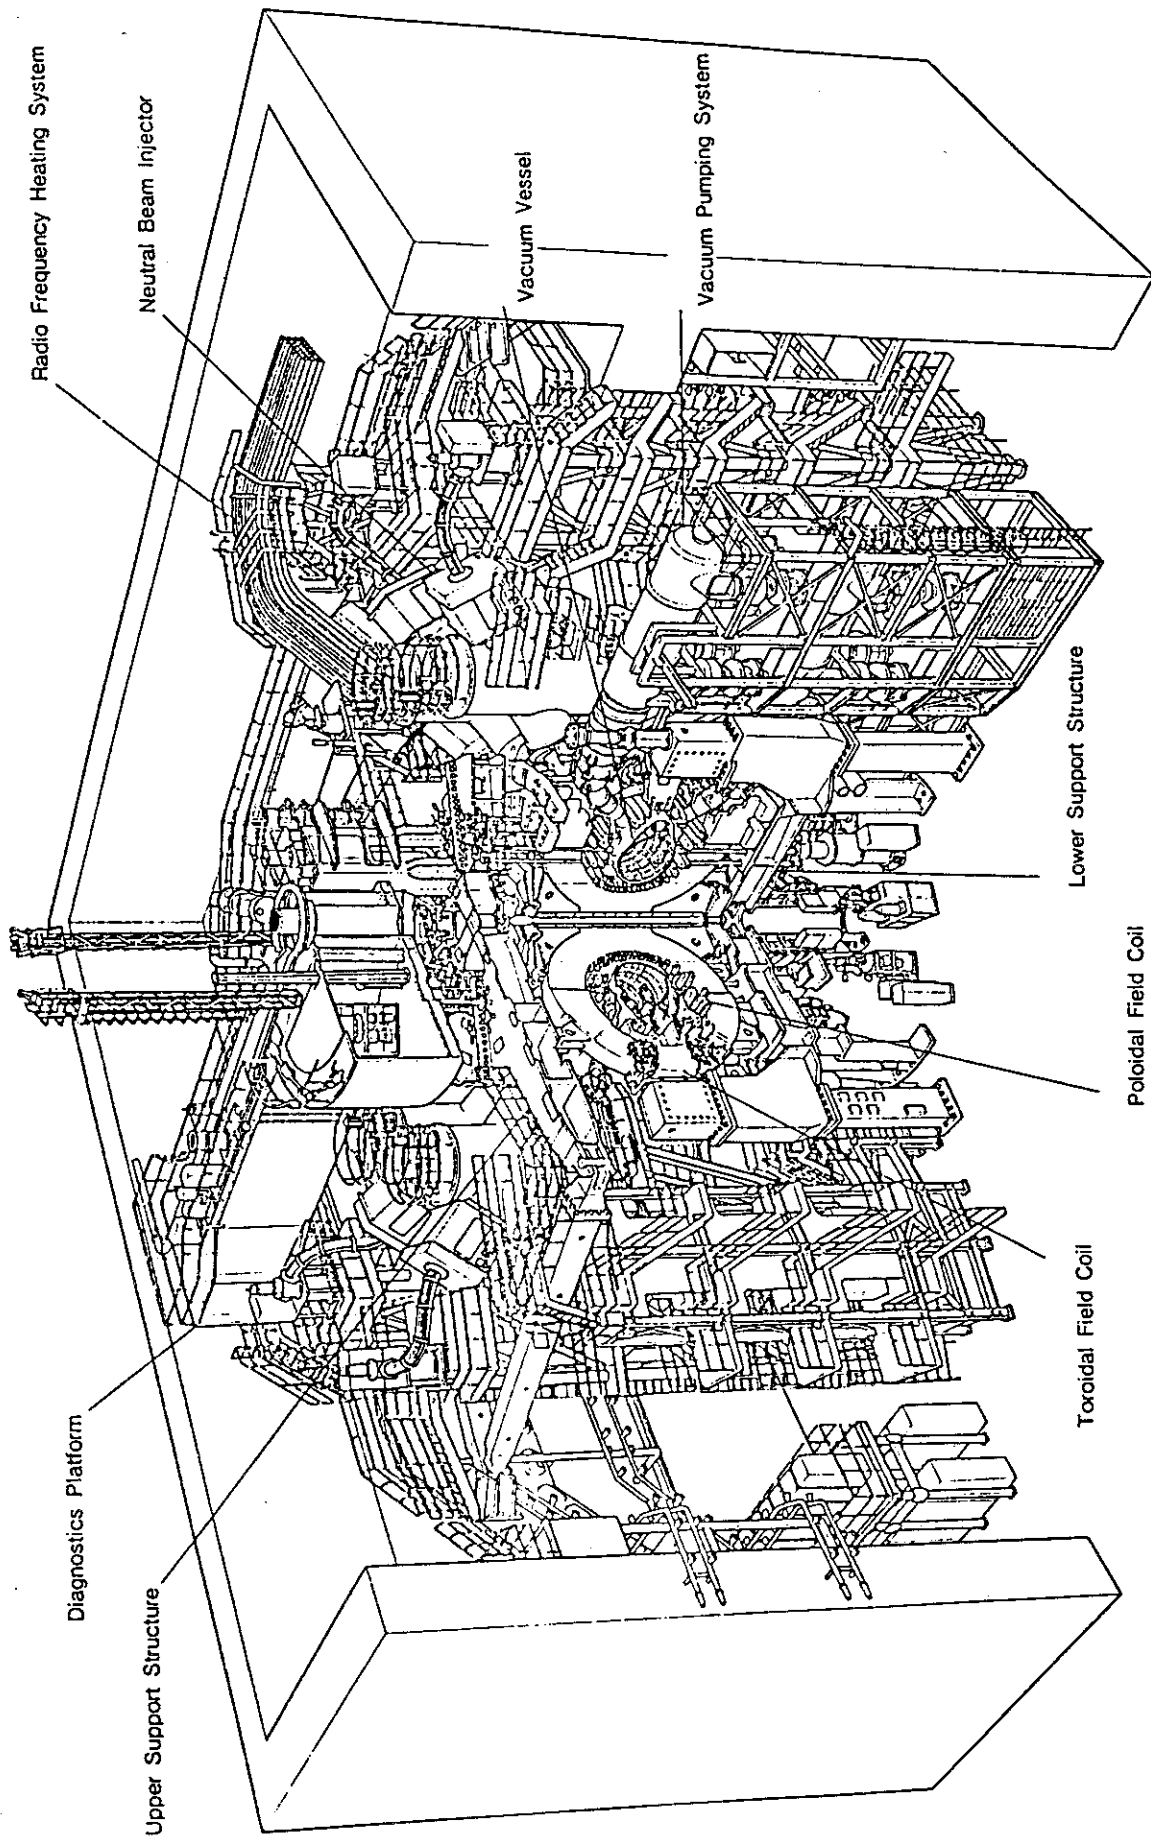 Radio Frequency Heating System
Neutral Beam Injector
Diagnostics Platform
Upper Support Structure
Vacuum Vessel
Vacuum Pumping System
Lower Support Structure
Poloidal Field Coil
Toroidal Field Coil